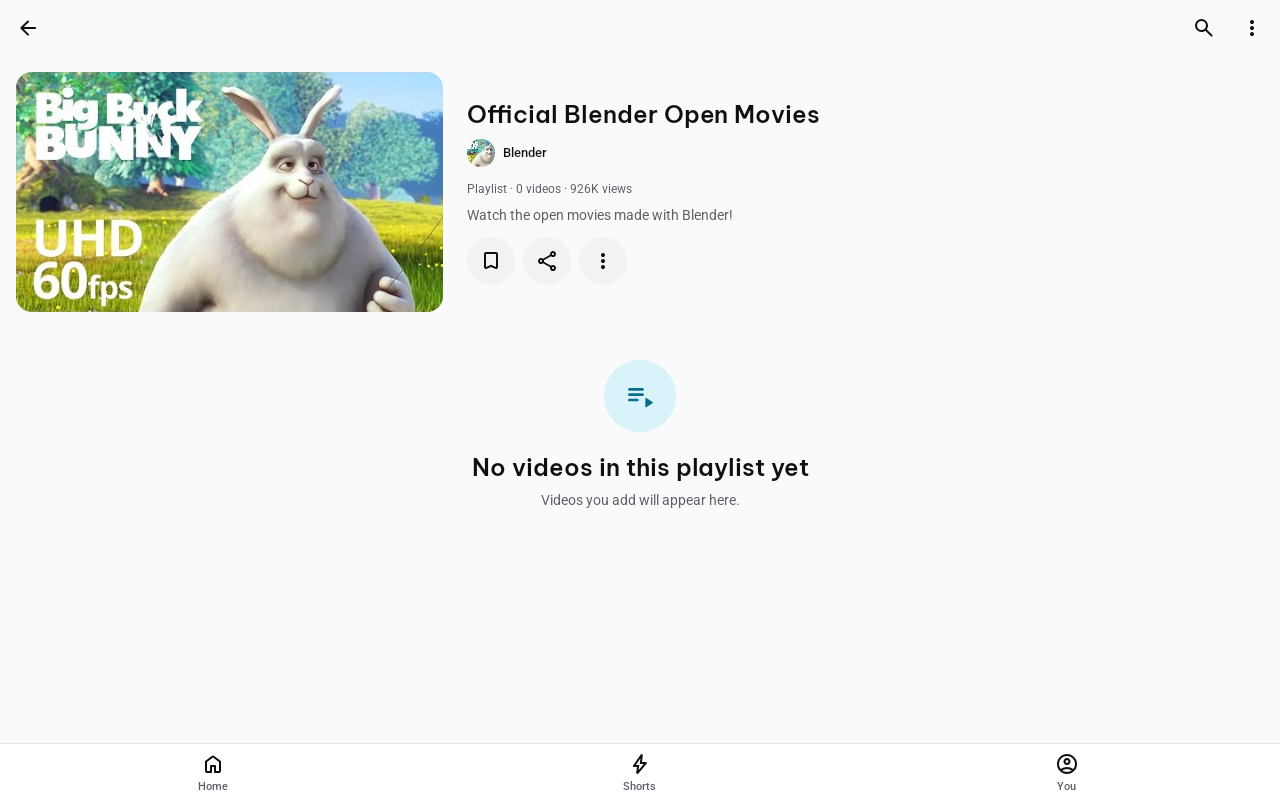 Big Buck
BUNNY
UHD
60fps
Official Blender Open Movies
Blender
Playlist · 0 videos · 926K views
Watch the open movies made with Blender!
No videos in this playlist yet
Videos you add will appear here.
Home
Shorts
You